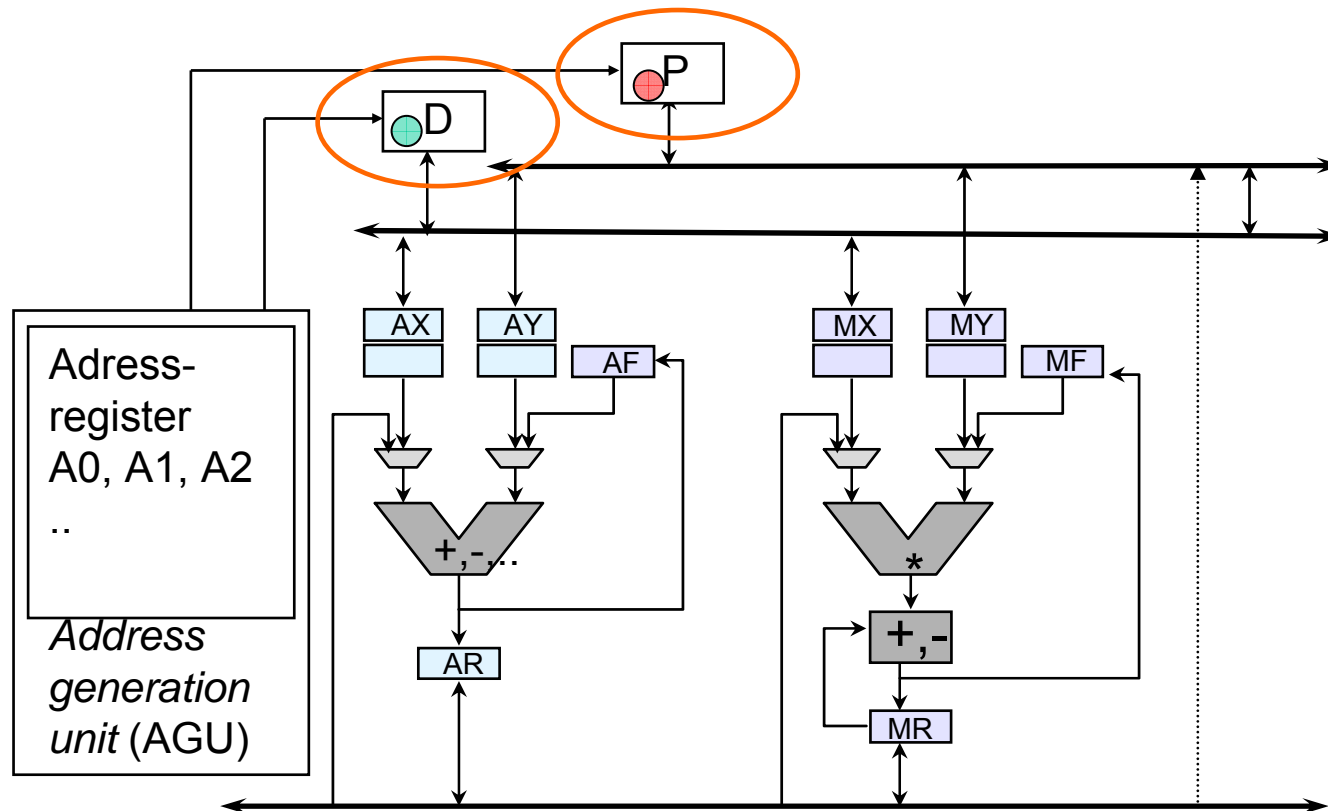 P
D
AX
AY
AF
MX
MY
MF
Adress-
register
A0, A1, A2
..
+,-,..
*
+,-
Address
generation
unit (AGU)
AR
MR